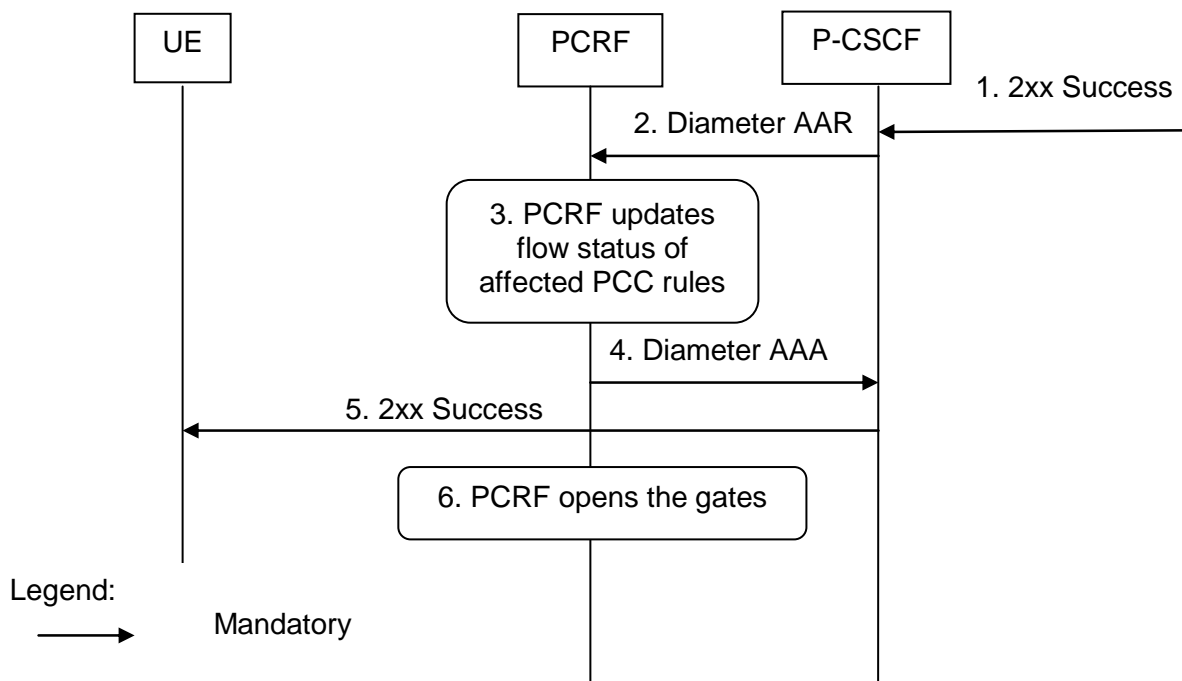 UE
PCRF
P-CSCF
1. 2xx Success
2. Diameter AAR
3. PCRF updates
flow status of
affected PCC rules
4. Diameter AAA
5. 2xx Success
6. PCRF opens the gates
Legend:
Mandatory